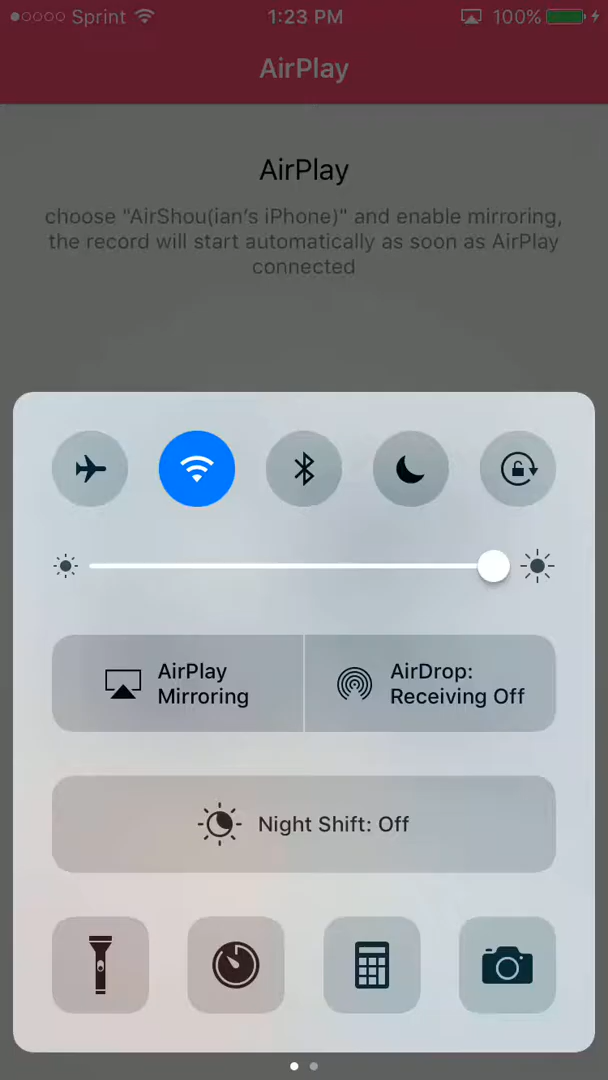 Sprint 1:23 PM 100%
AirPlay
AirPlay
choose "AirShou(ian's iPhone)" and enable mirroring,
the record will start automatically as soon as AirPlay
connected
AirPlay
Mirroring
AirDrop:
Receiving Off
Night Shift: Off